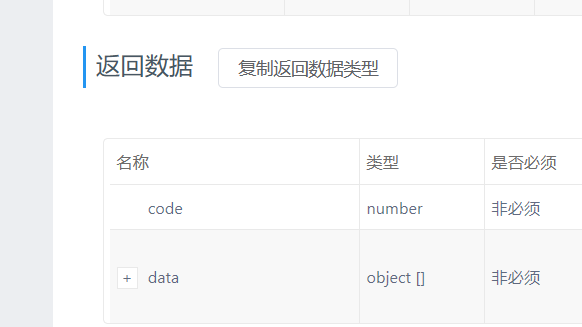 返回数据 复制返回数据类型
名称 类型 是否必须
code number 非必须
+ data object [] 非必须